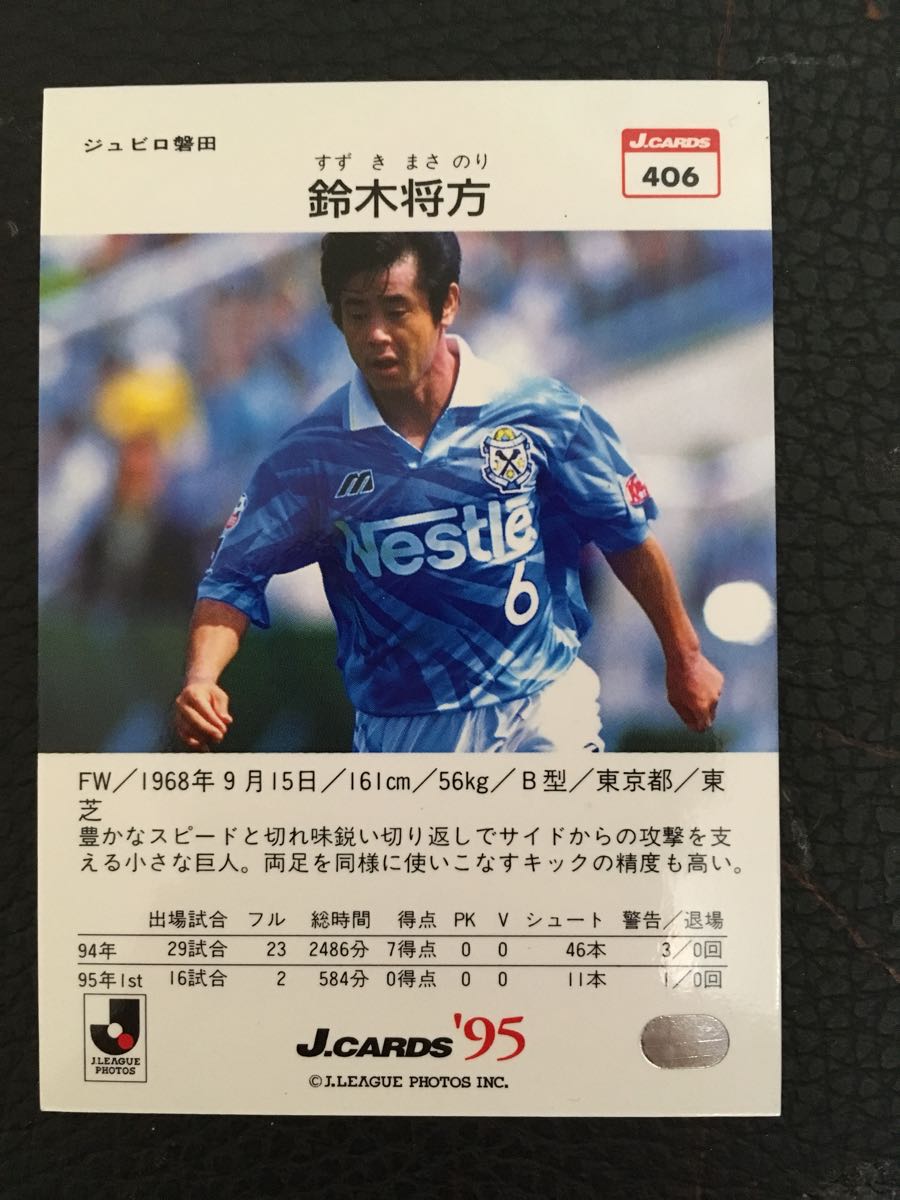 ジュビロ磐田
J.CARDS
406
すず き まさ のり
鈴木将方
M
Nestlé
6
FW／1968年9月15日／161cm／56kg／B型／東京都／東
芝
豊かなスピードと切れ味鋭い切り返しでサイドからの攻撃を支
える小さな巨人。両足を同様に使いこなすキックの精度も高い。
出場試合 フル 総時間 得点 PK V シュート 警告／退場
94年 29試合 23 2486分 7得点 0 0 46本 3／0回
95年1st 16試合 2 584分 0得点 0 0 11本 1／0回
J.LEAGUE
PHOTOS
J.CARDS '95
©J.LEAGUE PHOTOS INC.